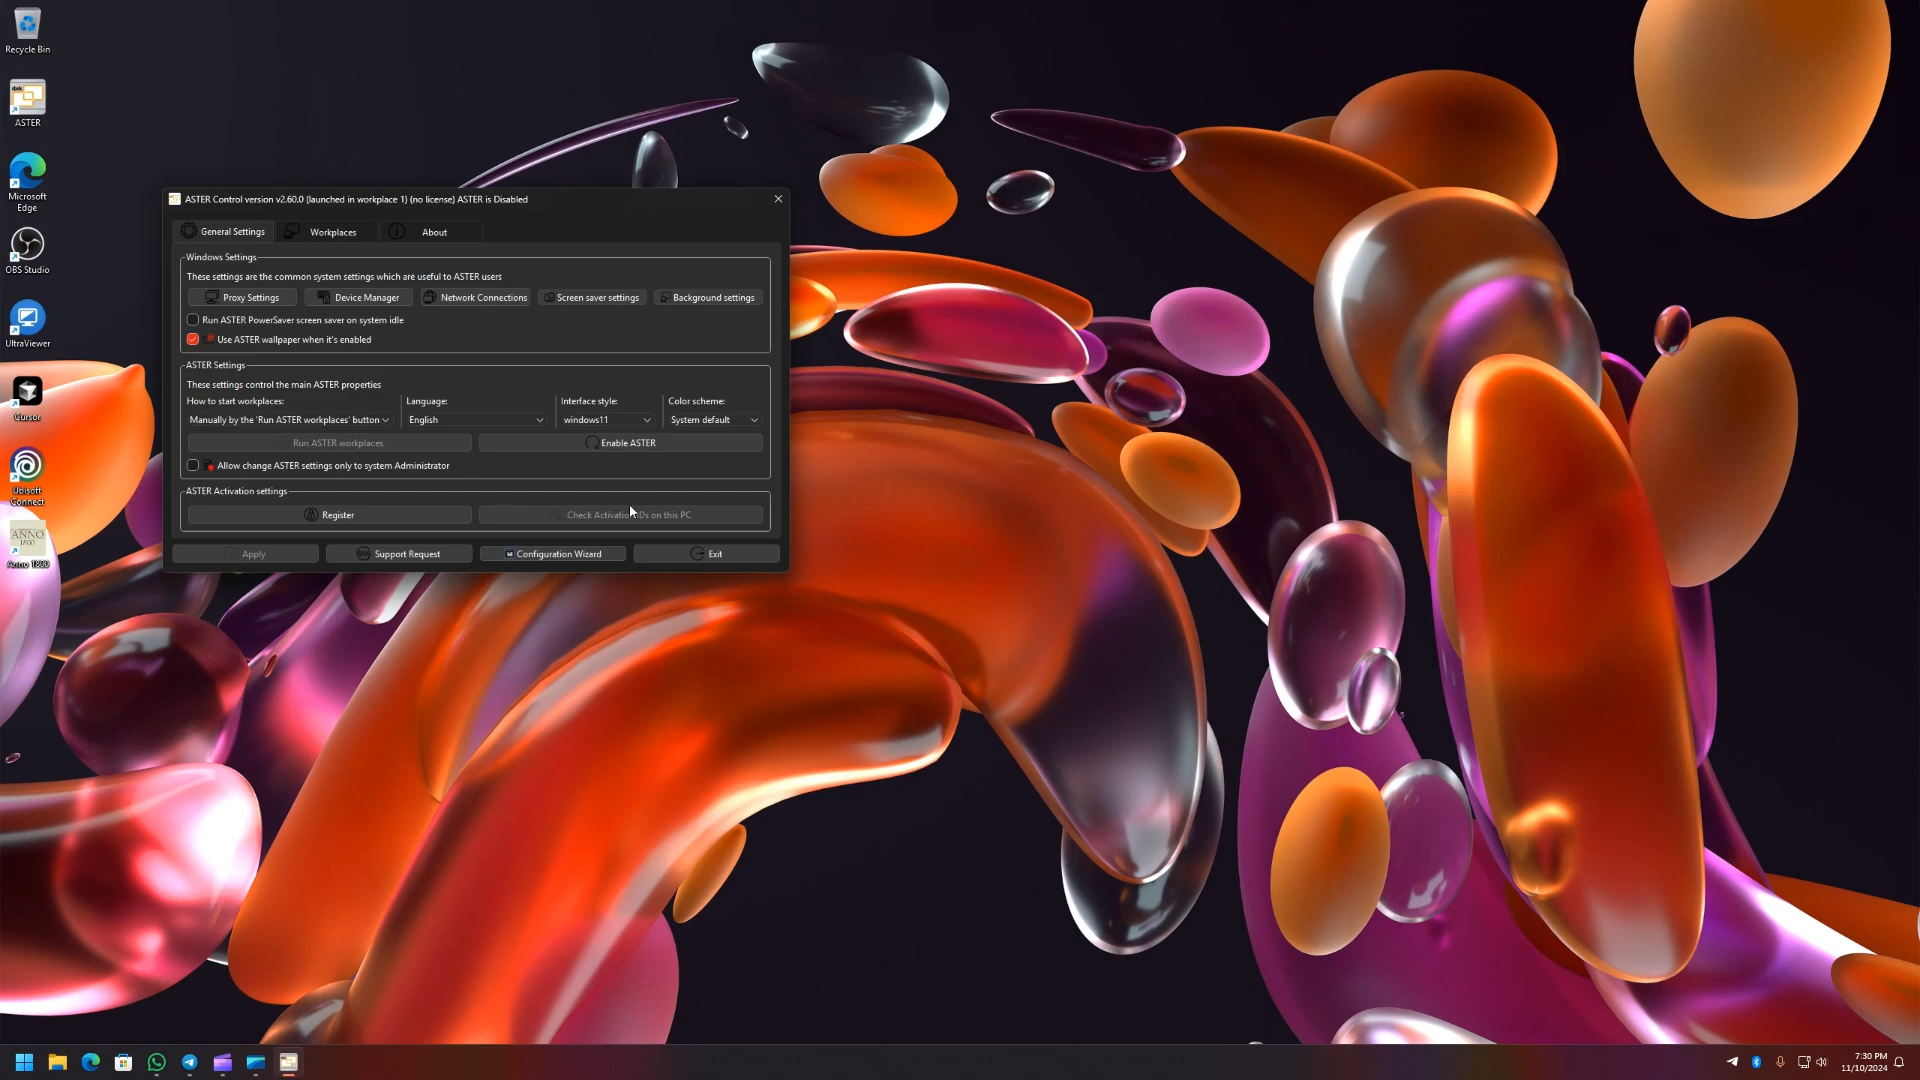 Recycle Bin
ASTER
Microsoft
Edge
OBS Studio
UltraViewer
Cursor
Ubisoft
Connect
ANNO
1800
Anno 1800
ASTER Control version v2.60.0 (launched in workplace 1) (no license) ASTER is Disabled
General Settings
Workplaces
About
Windows Settings
These settings are the common system settings which are useful to ASTER users
Proxy Settings
Device Manager
Network Connections
Screen saver settings
Background settings
Run ASTER PowerSaver screen saver on system idle
Use ASTER wallpaper when it's enabled
ASTER Settings
These settings control the main ASTER properties
How to start workplaces:
Language:
Interface style:
Color scheme:
Manually by the 'Run ASTER workplaces' button
English
windows11
System default
Run ASTER workplaces
Enable ASTER
Allow change ASTER settings only to system Administrator
ASTER Activation settings
Register
Check Activation IDs on this PC
Apply
Support Request
Configuration Wizard
Exit
7:30 PM
11/10/2024